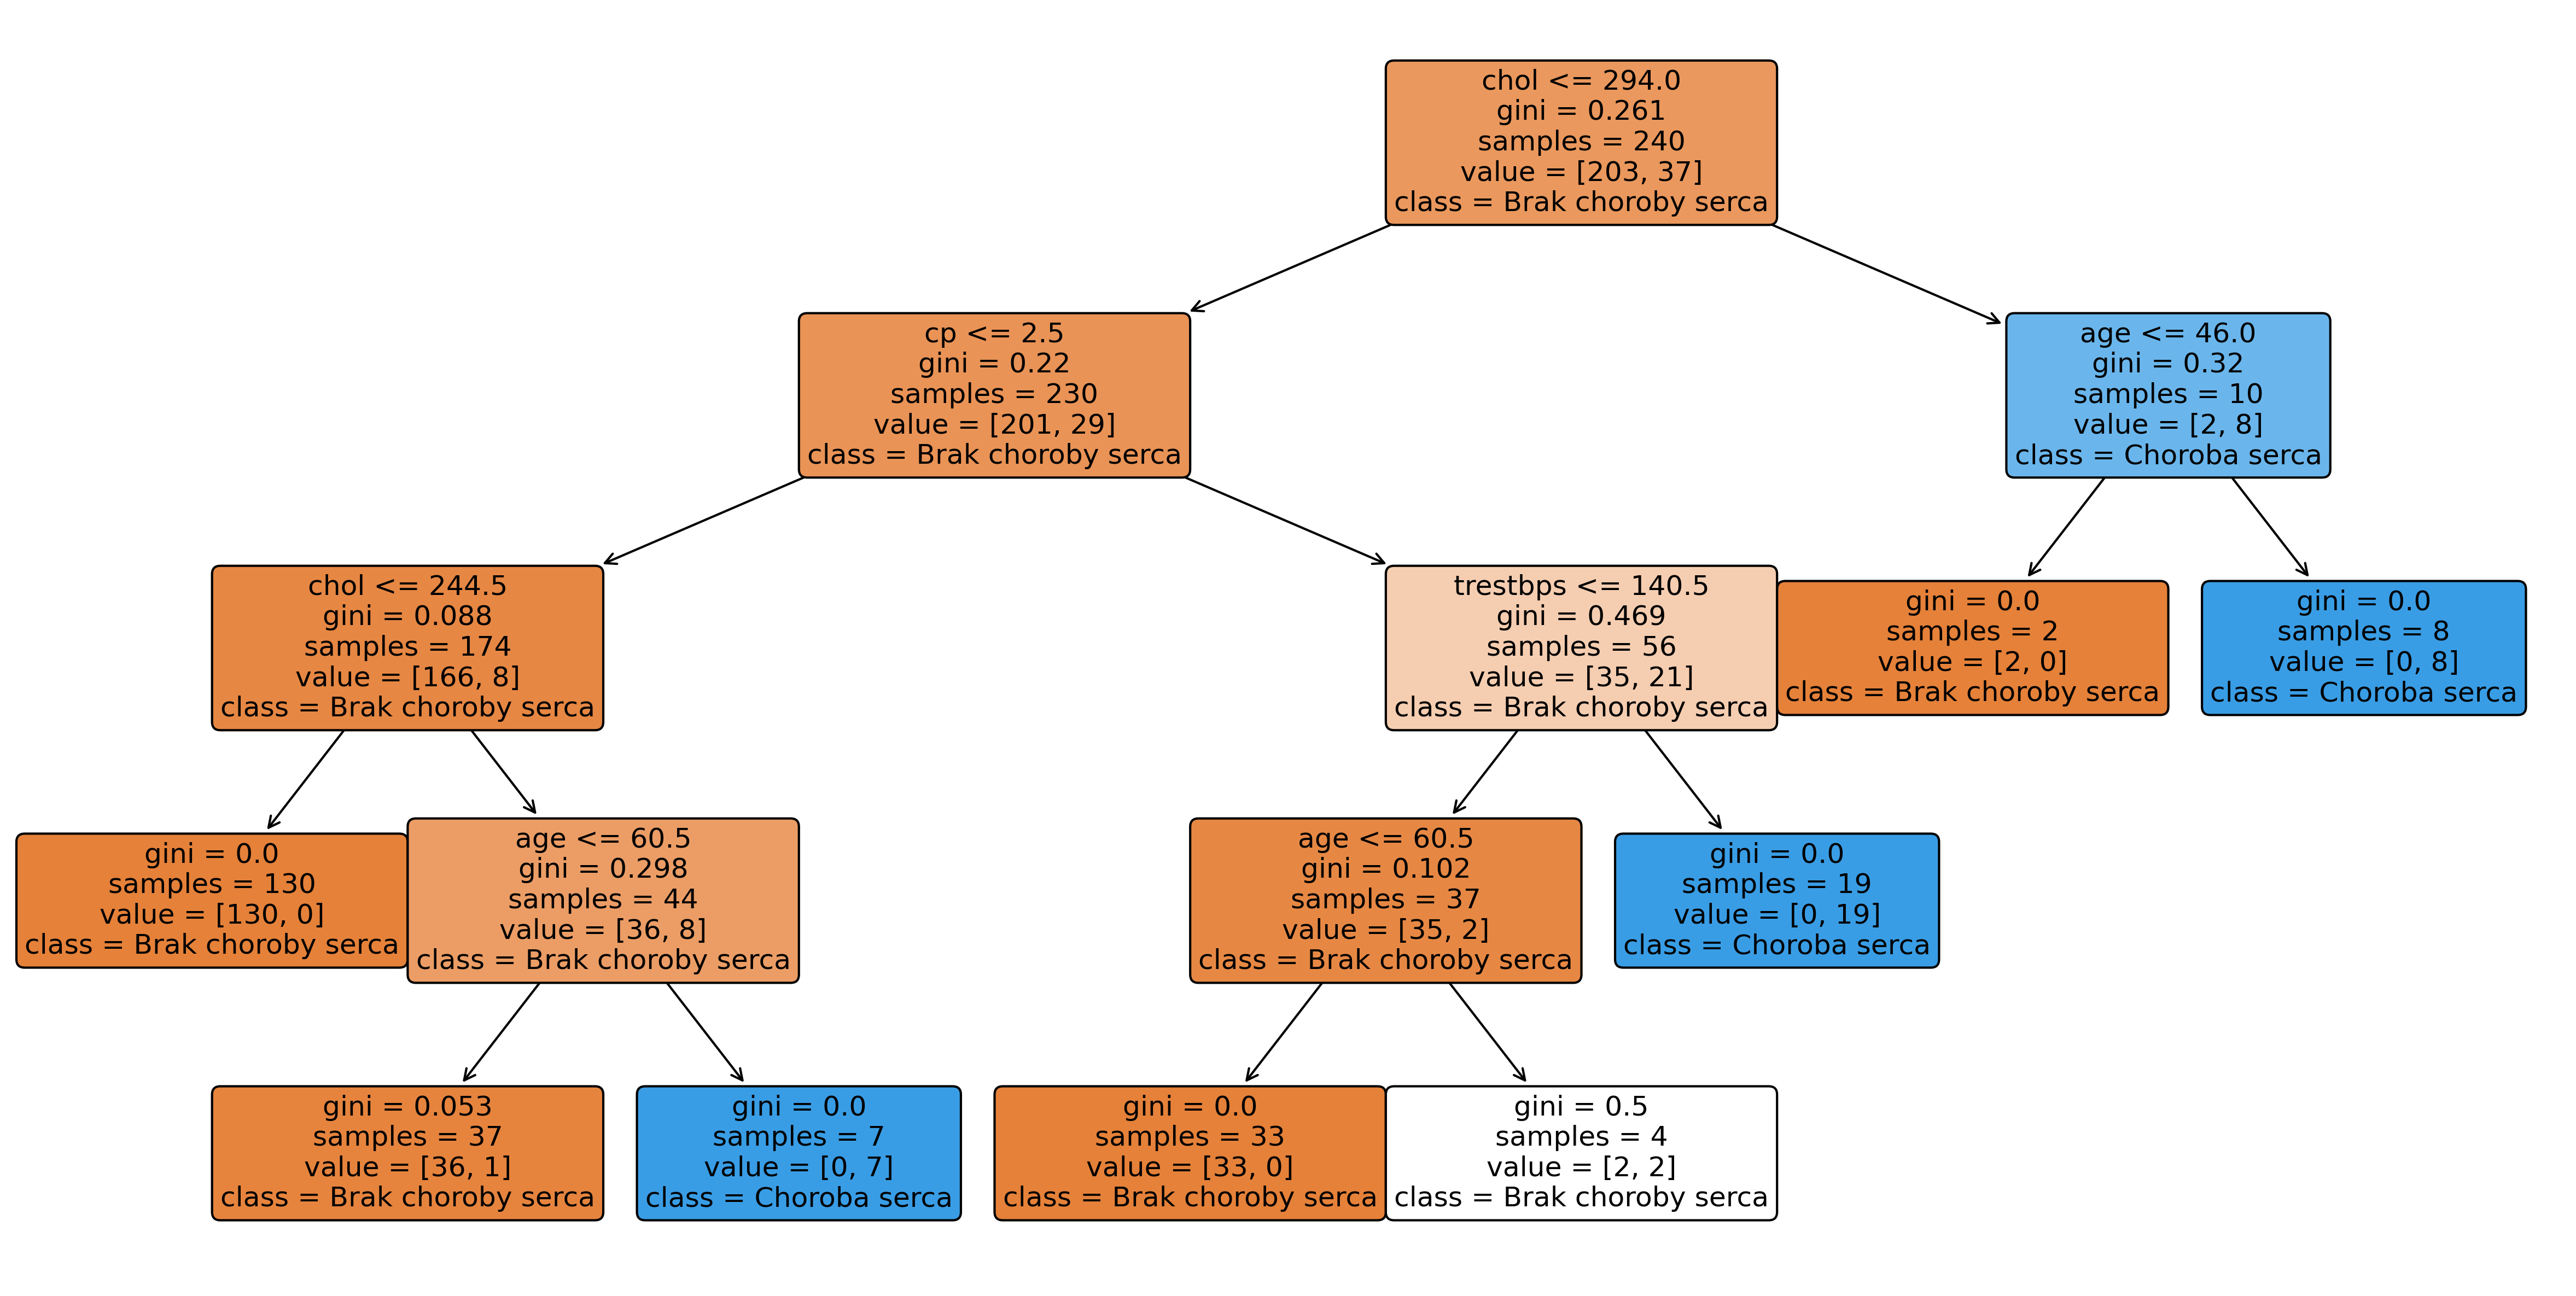 chol <= 294.0
gini = 0.261
samples = 240
value = [203, 37]
class = Brak choroby serca
cp <= 2.5
gini = 0.22
samples = 230
value = [201, 29]
class = Brak choroby serca
age <= 46.0
gini = 0.32
samples = 10
value = [2, 8]
class = Choroba serca
chol <= 244.5
gini = 0.088
samples = 174
value = [166, 8]
class = Brak choroby serca
trestbps <= 140.5
gini = 0.469
samples = 56
value = [35, 21]
class = Brak choroby serca
gini = 0.0
samples = 2
value = [2, 0]
class = Brak choroby serca
gini = 0.0
samples = 8
value = [0, 8]
class = Choroba serca
gini = 0.0
samples = 130
value = [130, 0]
class = Brak choroby serca
age <= 60.5
gini = 0.298
samples = 44
value = [36, 8]
class = Brak choroby serca
age <= 60.5
gini = 0.102
samples = 37
value = [35, 2]
class = Brak choroby serca
gini = 0.0
samples = 19
value = [0, 19]
class = Choroba serca
gini = 0.053
samples = 37
value = [36, 1]
class = Brak choroby serca
gini = 0.0
samples = 7
value = [0, 7]
class = Choroba serca
gini = 0.0
samples = 33
value = [33, 0]
class = Brak choroby serca
gini = 0.5
samples = 4
value = [2, 2]
class = Brak choroby serca